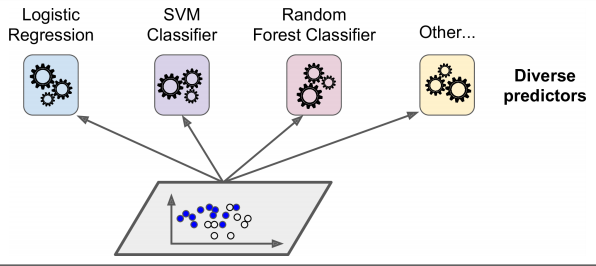 Logistic
Regression
SVM
Classifier
Random
Forest Classifier
Other...
Diverse
predictors